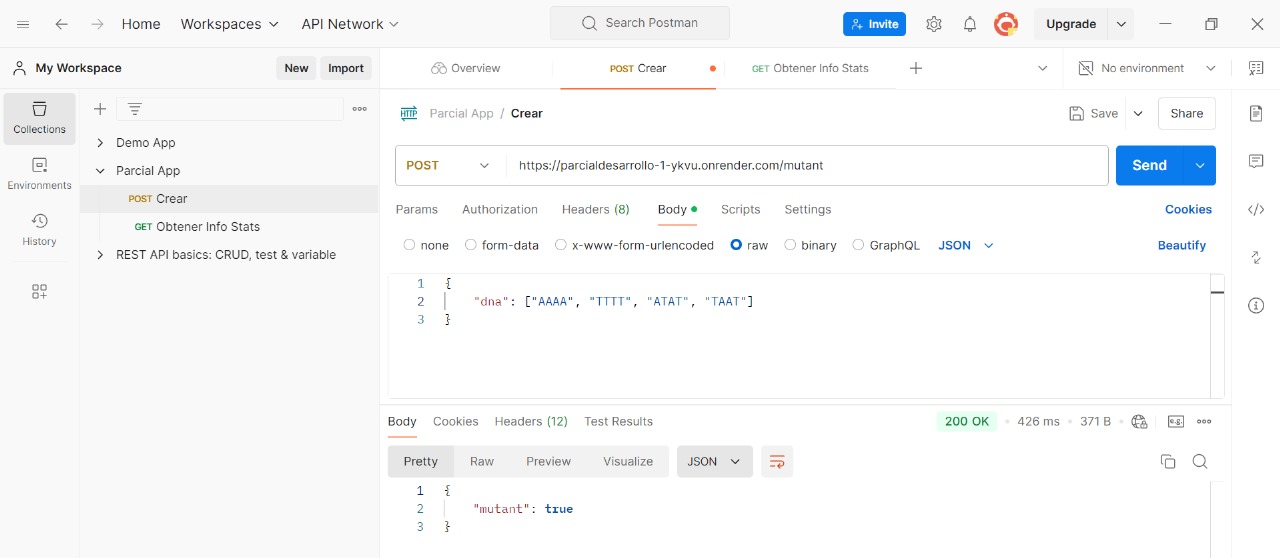 Home Workspaces API Network Search Postman Invite Upgrade
My Workspace New Import Overview POST Crear GET Obtener Info Stats No environment
Collections
Environments
History
Demo App
Parcial App
POST Crear
GET Obtener Info Stats
REST API basics: CRUD, test & variable
HTTP Parcial App / Crear Save Share
POST https://parcialdesarrollo-1-ykvu.onrender.com/mutant Send
Params Authorization Headers (8) Body Scripts Settings Cookies
none form-data x-www-form-urlencoded raw binary GraphQL JSON Beautify
1 {
2 "dna": ["AAAA", "TTTT", "ATAT", "TAAT"]
3 }
Body Cookies Headers (12) Test Results 200 OK 426 ms 371 B e.g.
Pretty Raw Preview Visualize JSON
1 {
2 "mutant": true
3 }